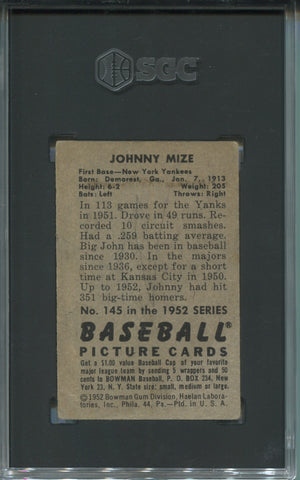 SGC
JOHNNY MIZE
First Base—New York Yankees
Born: Demorest, Ga., Jan. 7, 1913
Height: 6-2 Weight: 205
Bats: Left Throws: Right
In 113 games for the Yanks
in 1951. Drove in 49 runs. Rec-
orded 10 circuit smashes.
Had a .259 batting average.
Big John has been in baseball
since 1930. In the majors
since 1936, except for a short
time at Kansas City in 1950.
Up to 1952, Johnny had hit
351 big-time homers.
No. 145 in the 1952 SERIES
BASEBALL®
PICTURE CARDS
Get a $1.00 value Baseball Cap of your favorite
major league team by sending 5 wrappers and 50
cents to BOWMAN Baseball, P. O. BOX 234, New
York 23, N. Y. State size: small, medium or large.
©1952 Bowman Gum Division, Haelan Labora-
tories, Inc., Phila. 44, Pa.—Ptd. in U. S. A.